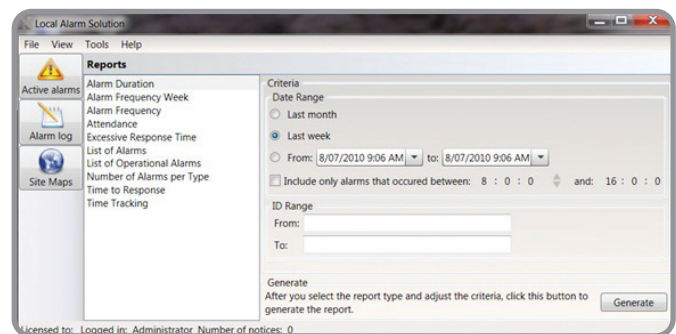 Local Alarm Solution
File View Tools Help
Active alarms
Alarm log
Site Maps
Reports
Alarm Duration
Alarm Frequency Week
Alarm Frequency
Attendance
Excessive Response Time
List of Alarms
List of Operational Alarms
Number of Alarms per Type
Time to Response
Time Tracking
Criteria
Date Range
Last month
Last week
From: 8/07/2010 9:06 AM to: 8/07/2010 9:06 AM
Include only alarms that occured between: 8 : 0 : 0 and: 16 : 0 : 0
ID Range
From:
To:
Generate
After you select the report type and adjust the criteria, click this button to
generate the report.
Generate
Licensed to: Logged in: Administrator Number of notices: 0